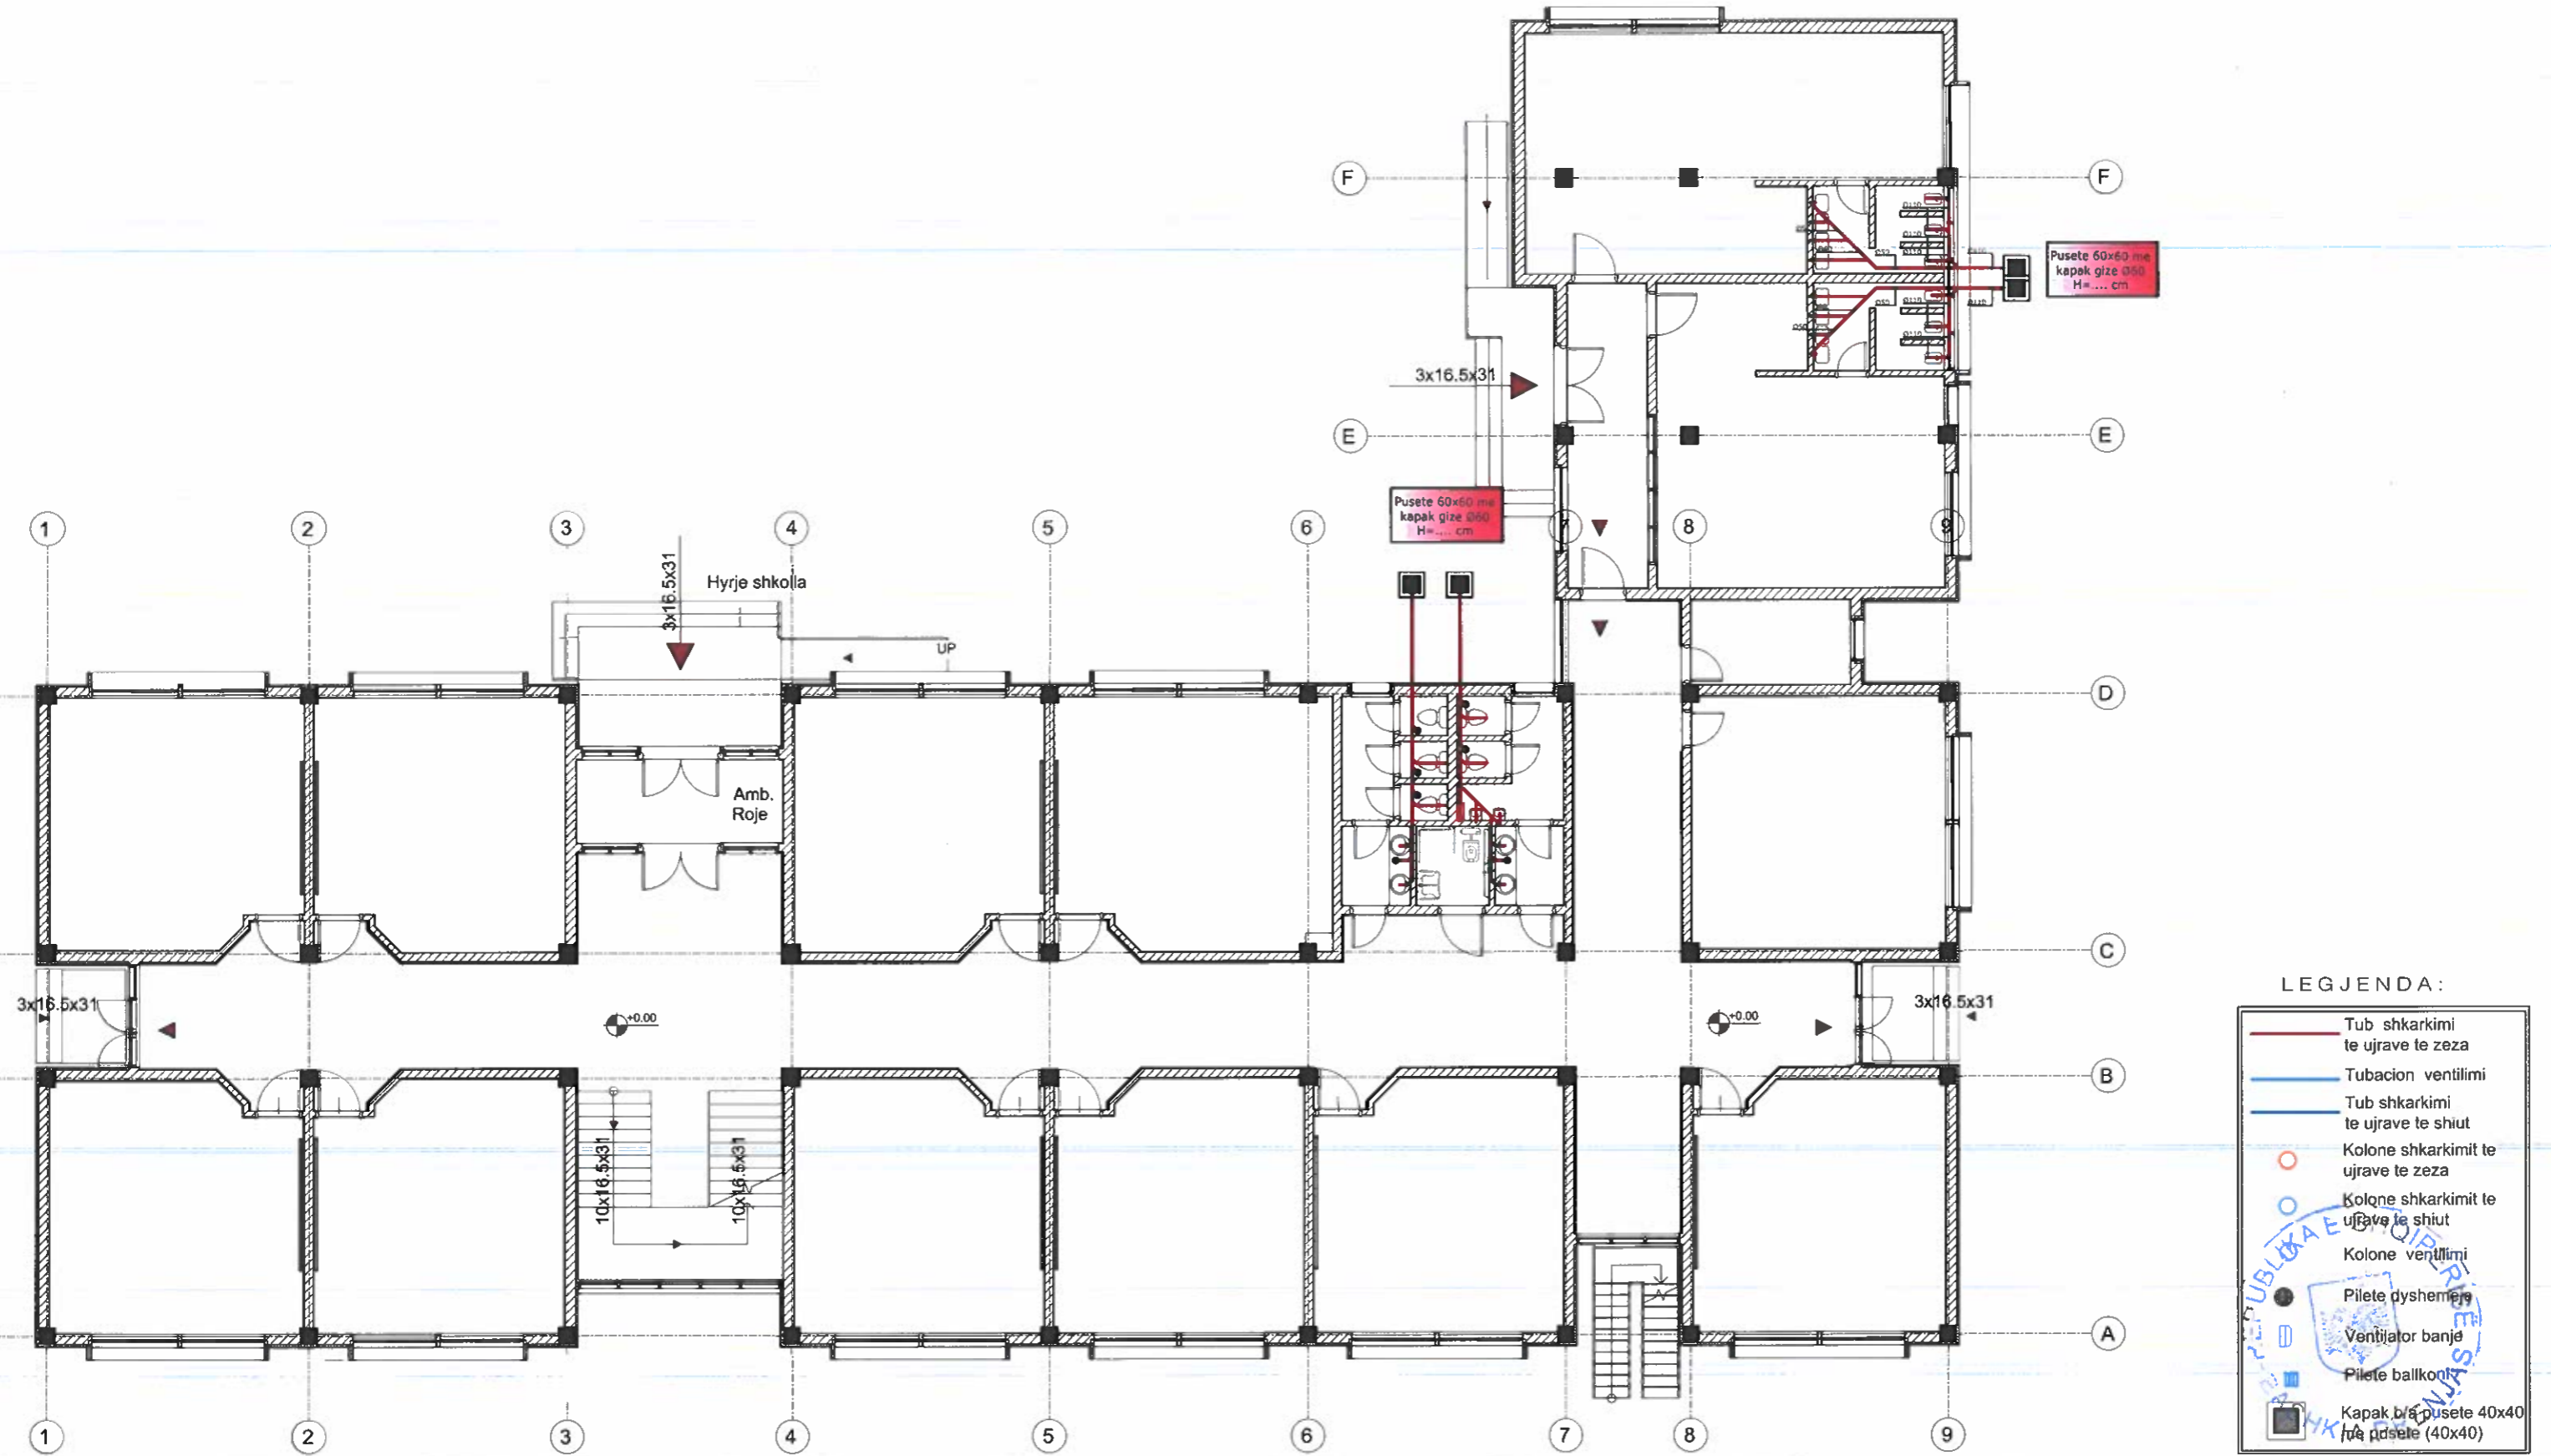 F
F
Pusete 60x60 me
kapak gize Ø60
H=.... cm
3x16.5x31
E
E
Pusete 60x60 me
kapak gize Ø60
H=.... cm
1
2
3
4
5
6
7
8
9
3x16.5x31
Hyrje shkolla
UP
D
Amb.
Roje
C
3x16.5x31
+0.00
+0.00
3x16.5x31
B
10x16.5x31
10x16.5x31
A
1
2
3
4
5
6
7
8
9
LEGJENDA:
Tub shkarkimi
te ujrave te zeza
Tubacion ventilimi
Tub shkarkimi
te ujrave te shiut
Kolone shkarkimit te
ujrave te zeza
Kolone shkarkimit te
ujrave te shiut
Kolone ventilimi
Pilete dyshemeje
Ventilator banje
Pilete ballkoni
Kapak b/a pusete 40x40
me pusete (40x40)